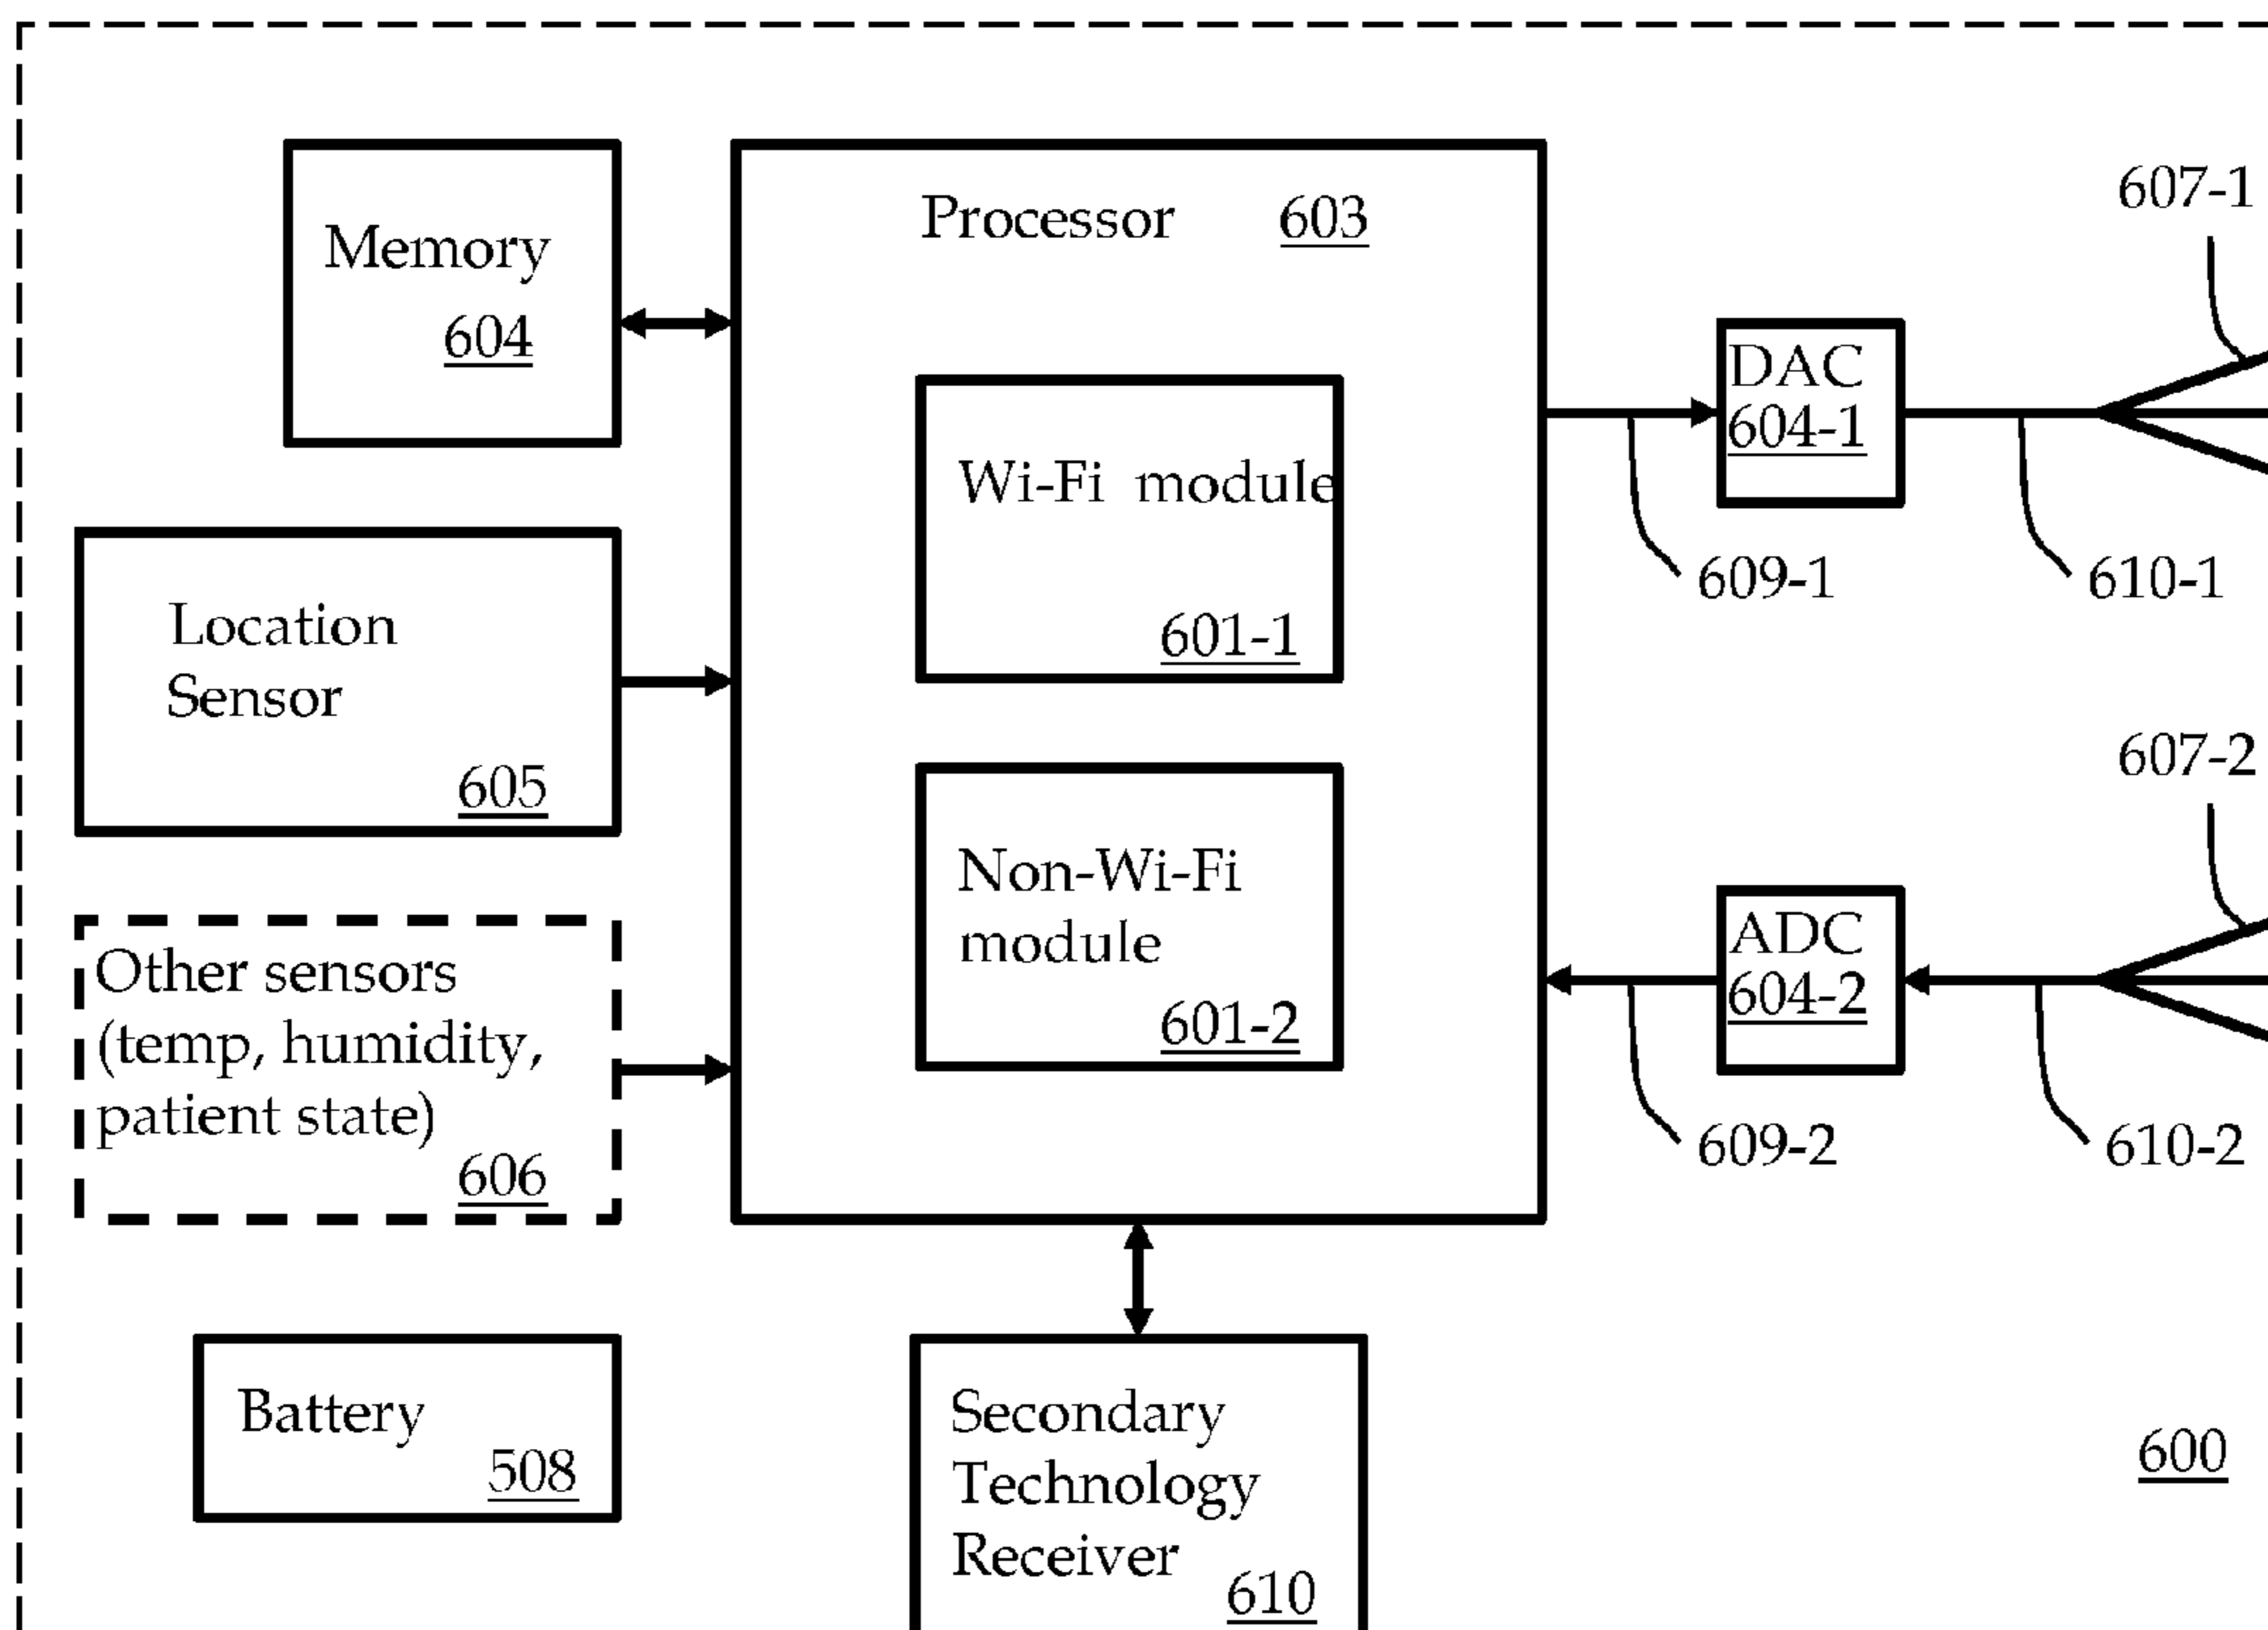 Memory
604
Processor 603
Wi-Fi module
601-1
Non-Wi-Fi
module
601-2
Location
Sensor
605
Other sensors
(temp, humidity,
patient state)
606
Battery
508
Secondary
Technology
Receiver
610
DAC
604-1
609-1
610-1
607-1
ADC
604-2
609-2
610-2
607-2
600